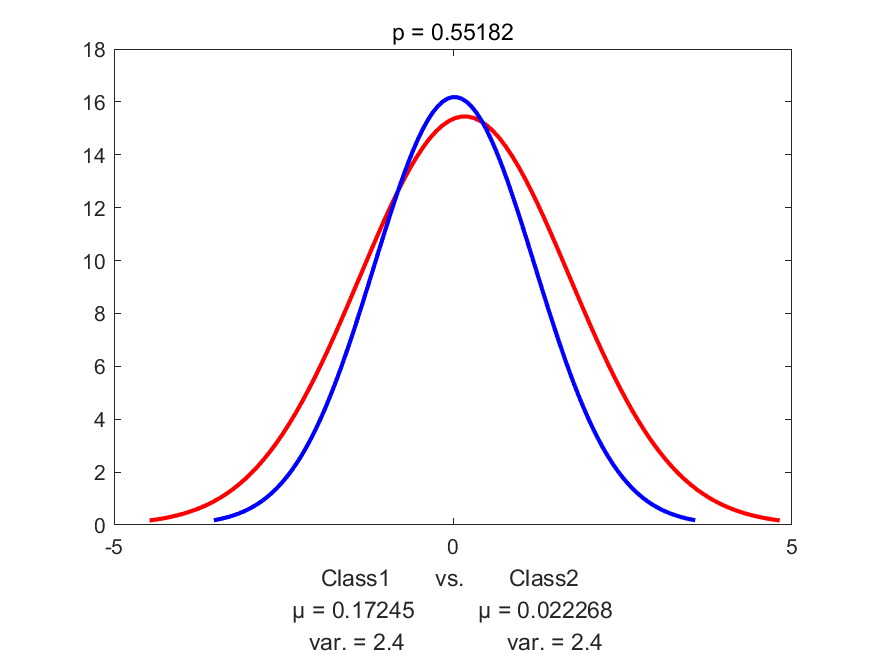 p = 0.55182
18
16
14
12
10
8
6
4
2
0
-5 0 5
Class1 vs. Class2
μ = 0.17245 μ = 0.022268
var. = 2.4 var. = 2.4